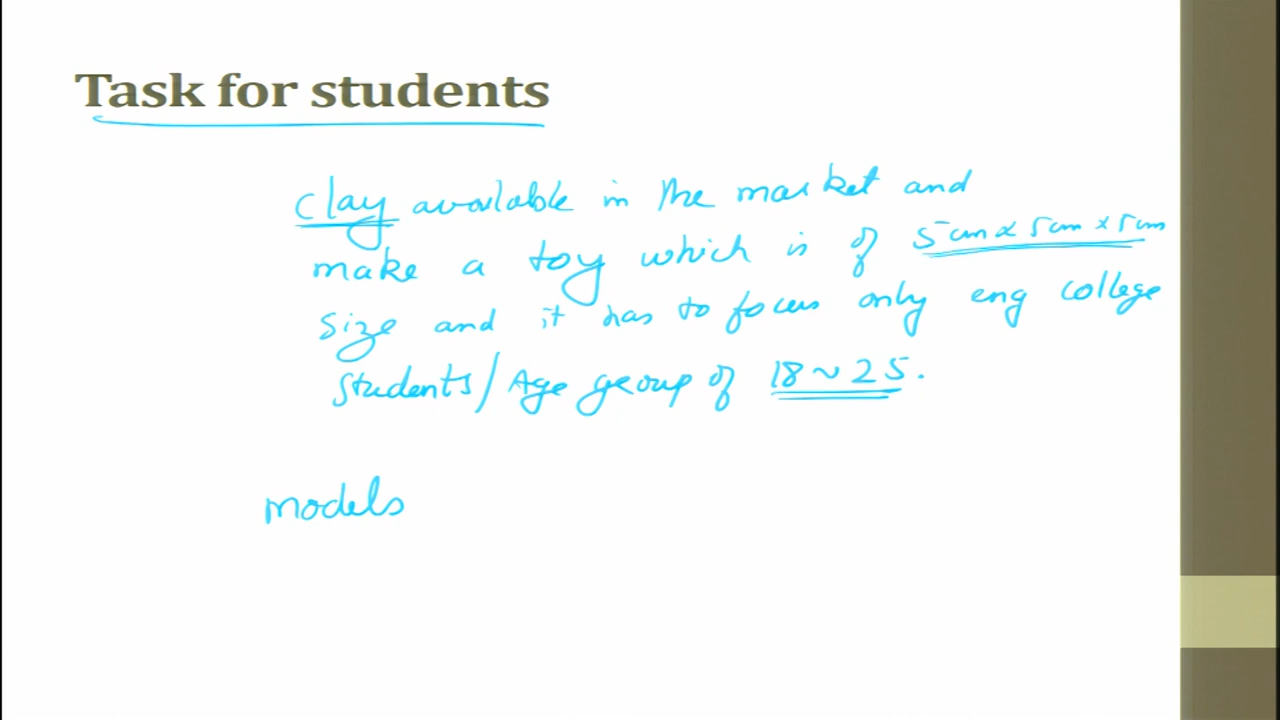 Task for students
clay available in the market and
make a toy which is of 5cm x 5cm x 5cm
size and it has to focus only eng college
students/Age group of 18 ~ 25.
models